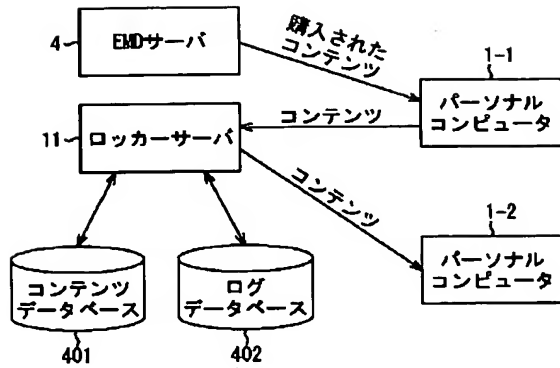 4
EMDサーバ
購入された
コンテンツ
1-1
パーソナル
コンピュータ
コンテンツ
11
ロッカーサーバ
コンテンツ
1-2
パーソナル
コンピュータ
コンテンツ
データベース
ログ
データベース
401
402